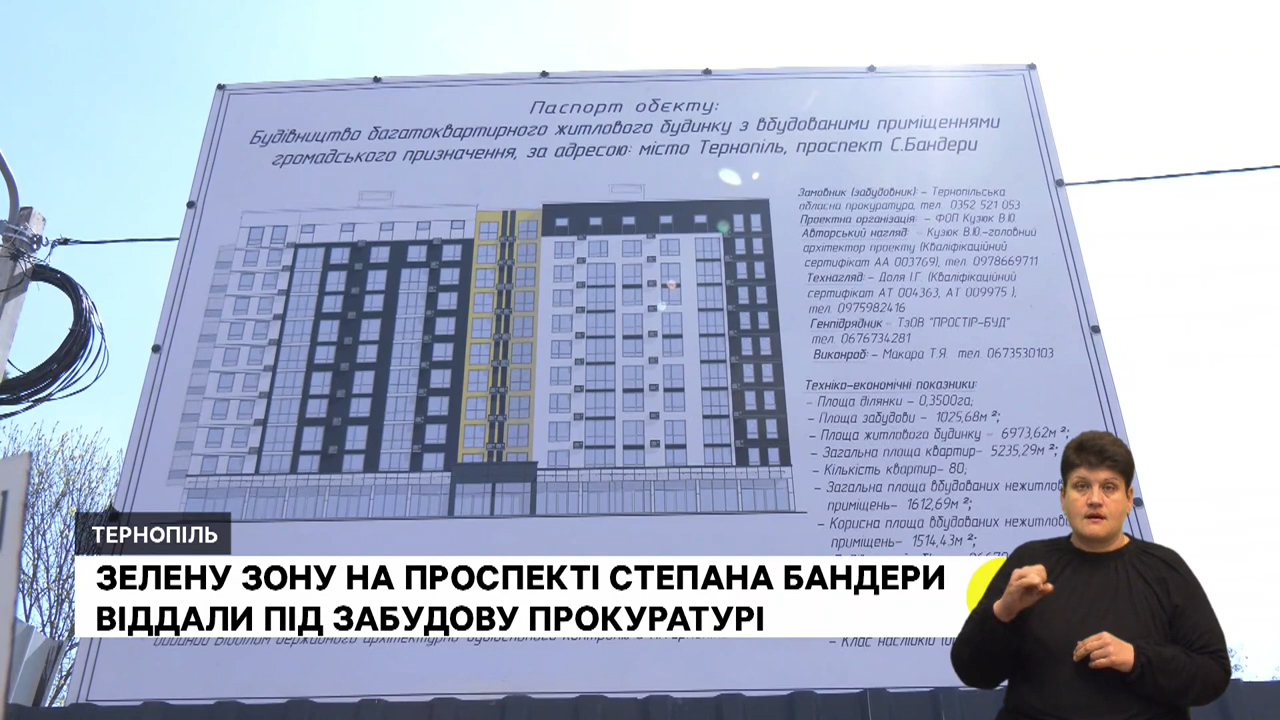 Паспорт обєкту:
Будівництво багатоквартирного житлового будинку з вбудованими приміщеннями
громадського призначення, за адресою: місто Тернопіль, проспект С.Бандери
Замовник (забудовник): – Тернопільська
обласна прокуратура, тел. 0352 521 053
Проектна організація: – ФОП Кузюк В.Ю.
Авторський нагляд: – Кузюк В.Ю.–головний
архітектор проекту (Кваліфікаційний
сертифікат АА 003769), тел. 0978669711
Технагляд: – Доля І.Г. (Кваліфікаційний
сертифікат АТ 004363, АТ 009975 ),
тел. 0975982416
Генпідрядник – ТзОВ "ПРОСТІР–БУД"
тел. 0676734281
Виконроб: – Макара Т.Я. тел. 0673530103
Техніко–економічні показники:
– Площа ділянки – 0,3500га;
– Площа забудови – 1025,68м ²;
– Площа житлового будинку – 6973,62м ²;
– Загальна площа квартир– 5235,29м ²;
– Кількість квартир– 80;
– Загальна площа вбудованих
приміщень– 1612,69м ²;
– Корисна площа вбудованих
приміщень– 1514,43м ²;
ТЕРНОПІЛЬ
ЗЕЛЕНУ ЗОНУ НА ПРОСПЕКТІ СТЕПАНА БАНДЕРИ
ВІДДАЛИ ПІД ЗАБУДОВУ ПРОКУРАТУРІ
– Клас наслідків